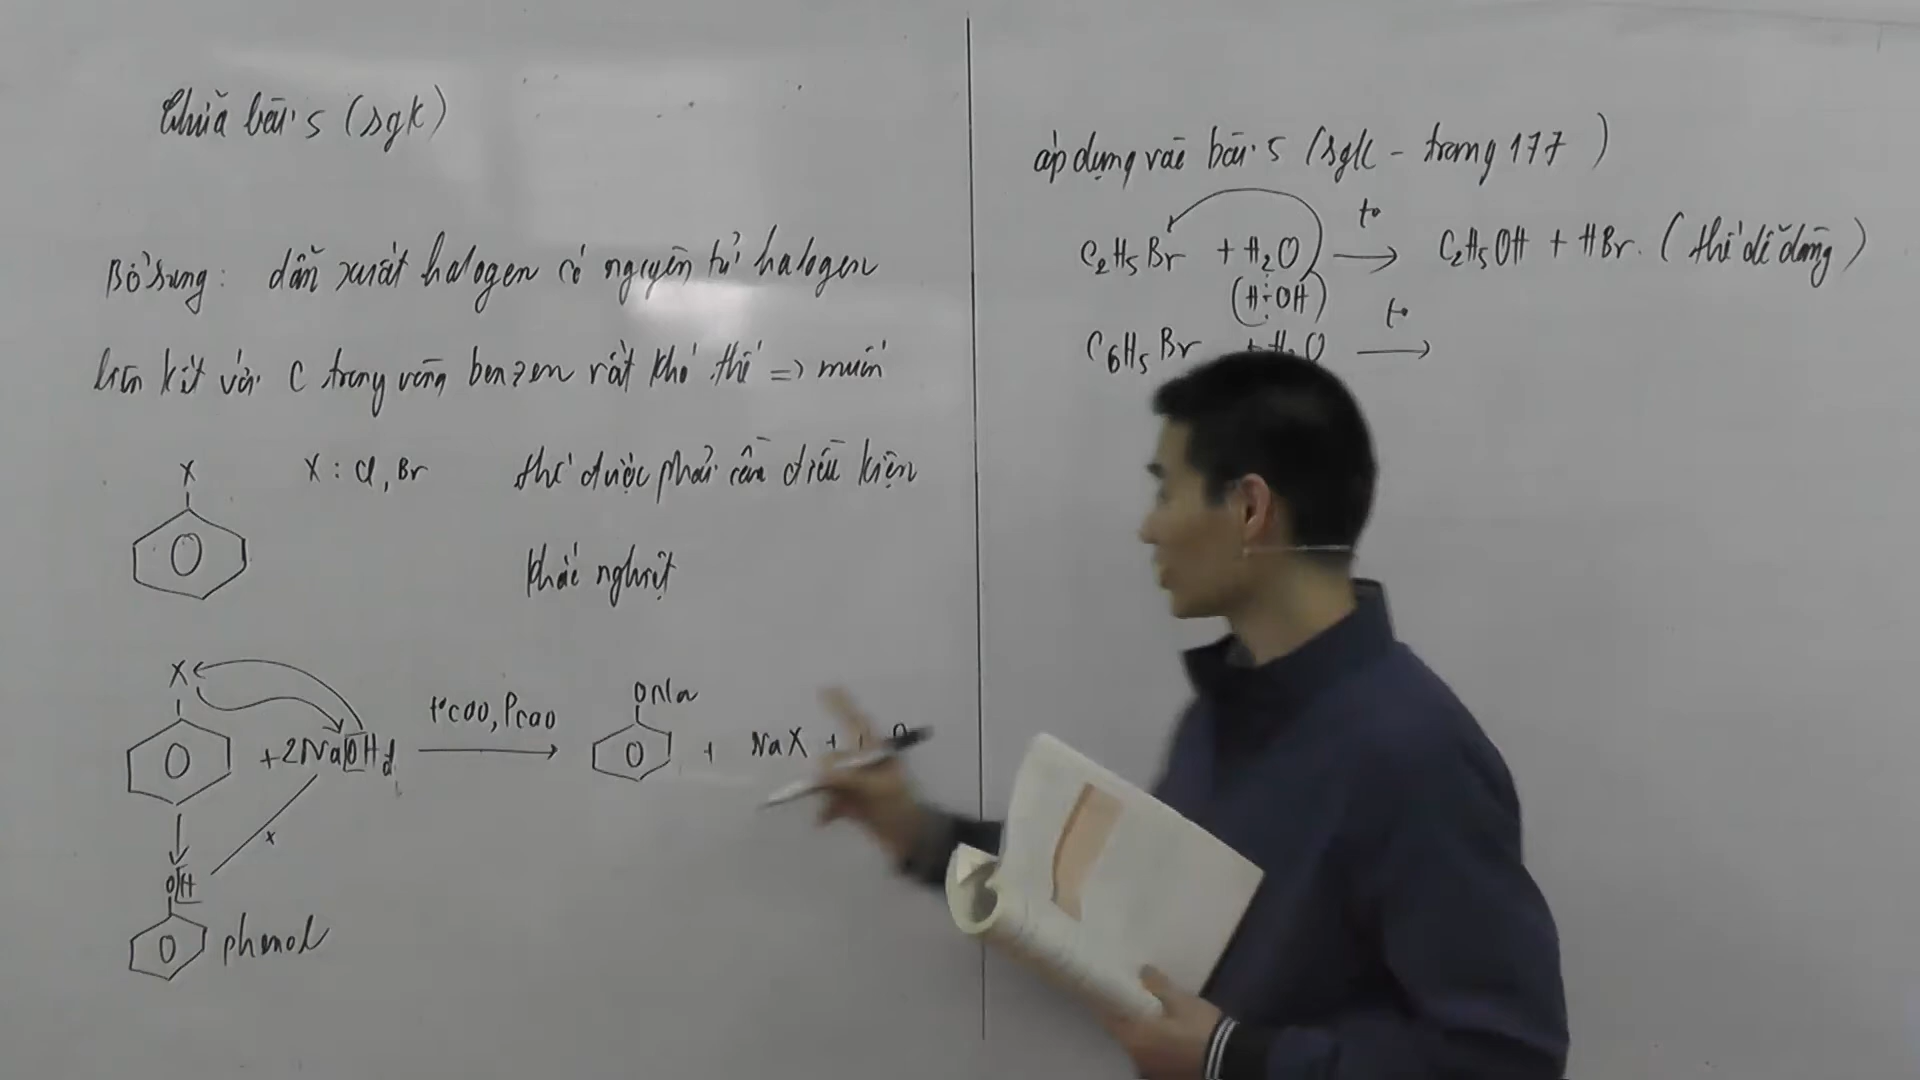 Chữa bài 5 (sgk)
Bổ sung: dẫn xuất halogen có nguyên tử halogen
liên kết với C trong vòng benzen rất khó thế => muốn
X X : Cl, Br thế được phải cần điều kiện
khắc nghiệt
X
+ 2NaOHđ t°cao, Pcao → ONa + NaX +
OH
phenol
áp dụng vào bài 5 (sgk - trang 177)
C2H5Br + H2O t° → C2H5OH + HBr. (thế dễ dàng)
(H-OH)
C6H5Br + H2O t° →